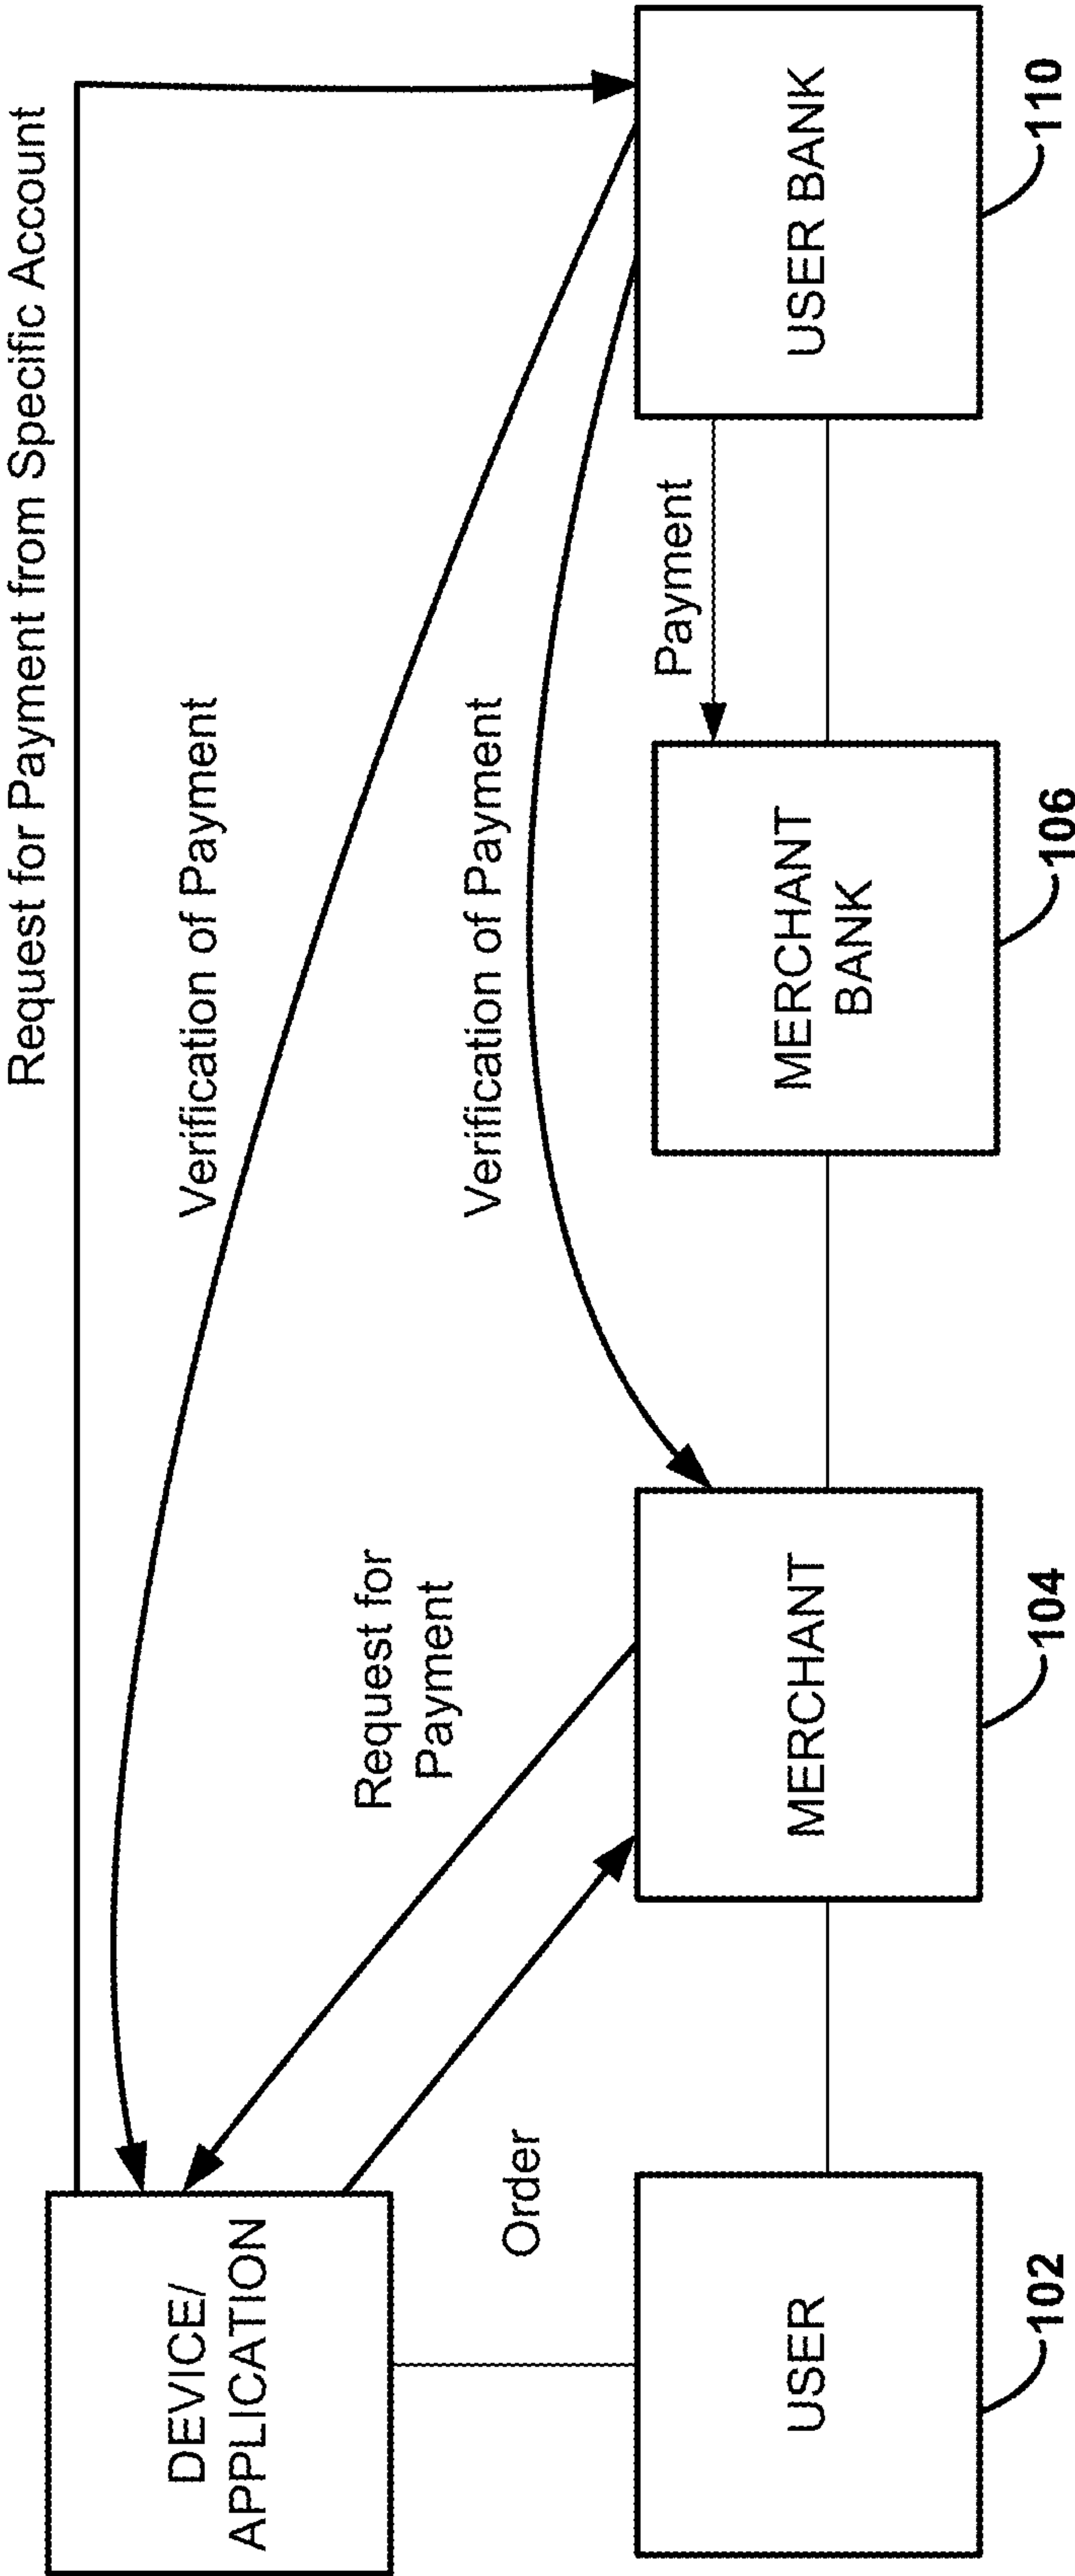 Request for Payment from Specific Account
DEVICE/
APPLICATION
Verification of Payment
Request for
Payment
Verification of Payment
Order
Payment
USER
MERCHANT
MERCHANT
BANK
USER BANK
102
104
106
110